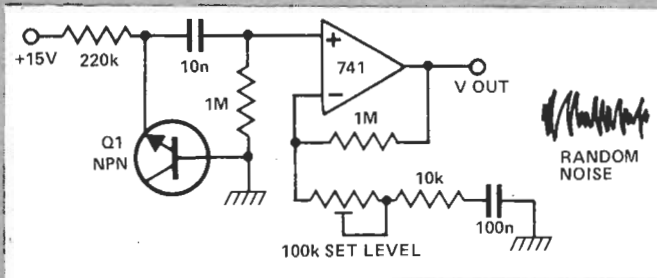 +15V
220k
10n
1M
Q1
NPN
+
741
−
V OUT
1M
10k
100n
100k SET LEVEL
RANDOM
NOISE